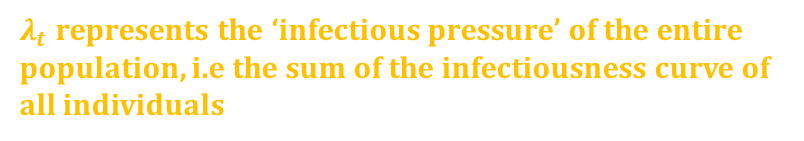 λₜ represents the ‘infectious pressure’ of the entire
population, i.e the sum of the infectiousness curve of
all individuals